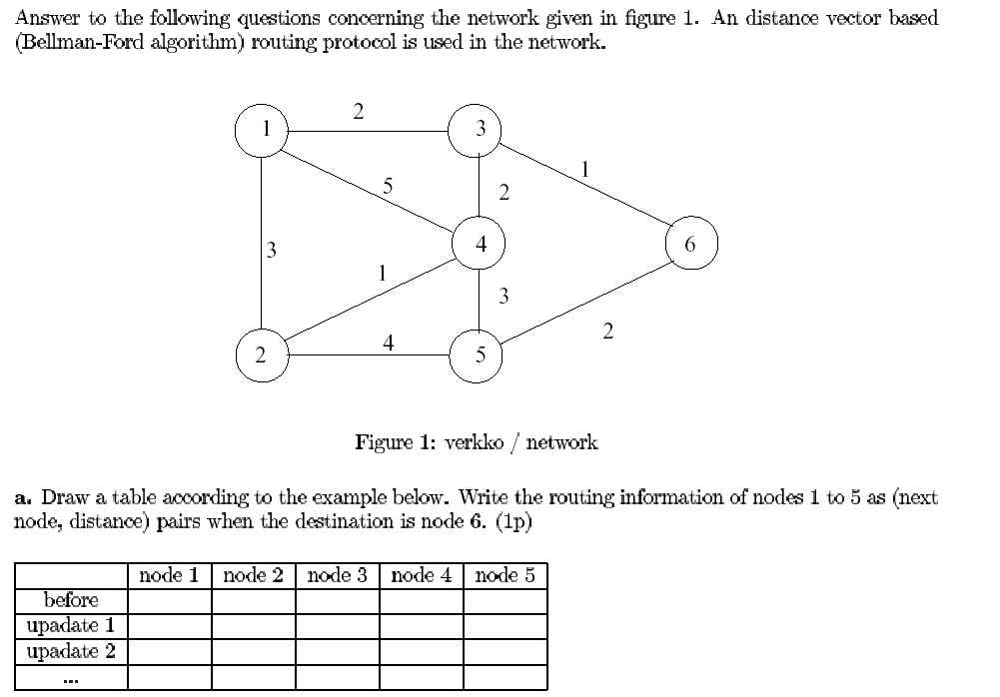 Answer to the following questions concerning the network given in figure 1. An distance vector based
(Bellman-Ford algorithm) routing protocol is used in the network.
2
1
3
1
5
2
4
6
3
1
3
4
2
2
5
Figure 1: verkko / network
a. Draw a table according to the example below. Write the routing information of nodes 1 to 5 as (next
node, distance) pairs when the destination is node 6. (1p)
node 1 node 2 node 3 node 4 node 5
before
upadate 1
upadate 2
...